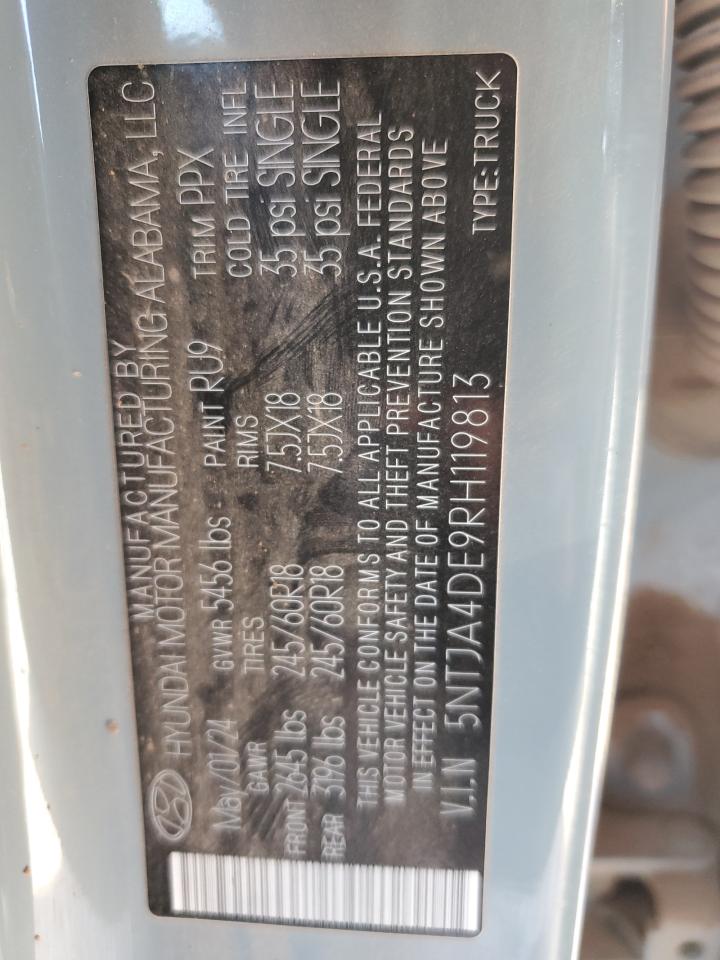 MANUFACTURED BY
HYUNDAI MOTOR MANUFACTURING ALABAMA, LLC
May/01/24 GVWR 5456 lbs PAINT RU9 TRIM PPX
GAWR TIRES RIMS COLD TIRE INFL
FRONT 2645 lbs 245/60R18 7.5JX18 35 psi SINGLE
REAR 3196 lbs 245/60R18 7.5JX18 35 psi SINGLE
THIS VEHICLE CONFORMS TO ALL APPLICABLE U.S.A. FEDERAL
MOTOR VEHICLE SAFETY AND THEFT PREVENTION STANDARDS
IN EFFECT ON THE DATE OF MANUFACTURE SHOWN ABOVE
V.I.N 5NTJA4DE9RH119813 TYPE:TRUCK